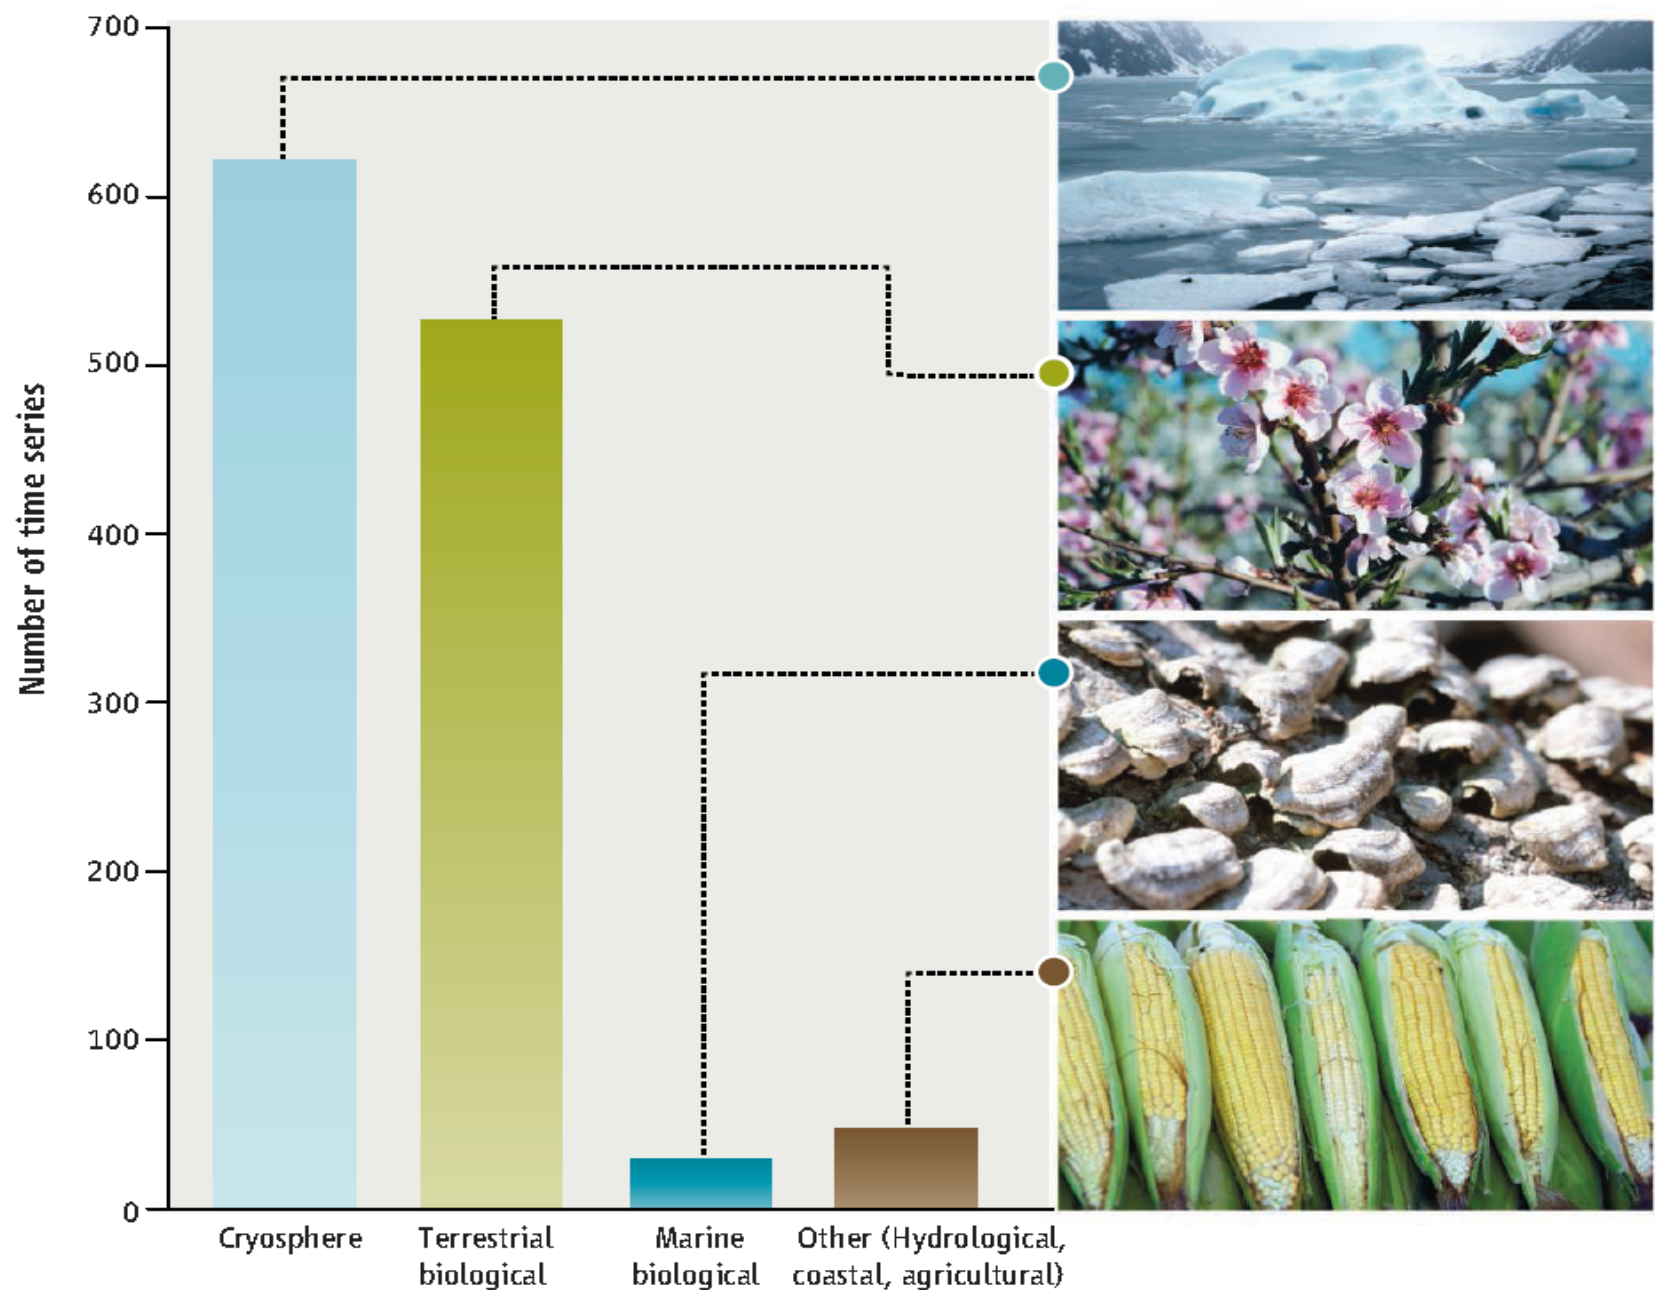 700
600
500
400
300
200
100
0
Number of time series
Cryosphere
Terrestrial
biological
Marine
biological
Other (Hydrological,
coastal, agricultural)